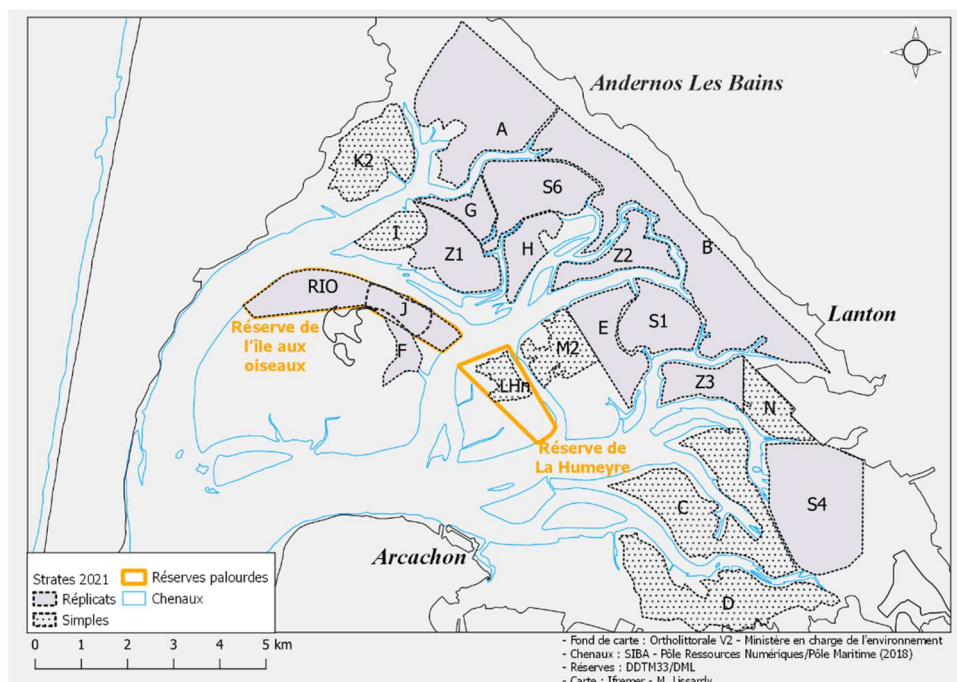 Andernos Les Bains
A
K2
S6
G
I
H
B
Z1
Z2
RIO
J
Lanton
Réserve de
l'île aux
oiseaux
F
E
S1
M2
Z3
LHn
N
Réserve de
La Humeyre
C
S4
Arcachon
D
Strates 2021
Réplicats
Simples
Réserves palourdes
Chenaux
0 1 2 3 4 5 km
- Fond de carte : Ortholittorale V2 - Ministère en charge de l'environnement
- Chenaux : SIBA - Pôle Ressources Numériques/Pôle Maritime (2018)
- Réserves : DDTM33/DML
- Carte : Ifremer - M. Lissardy